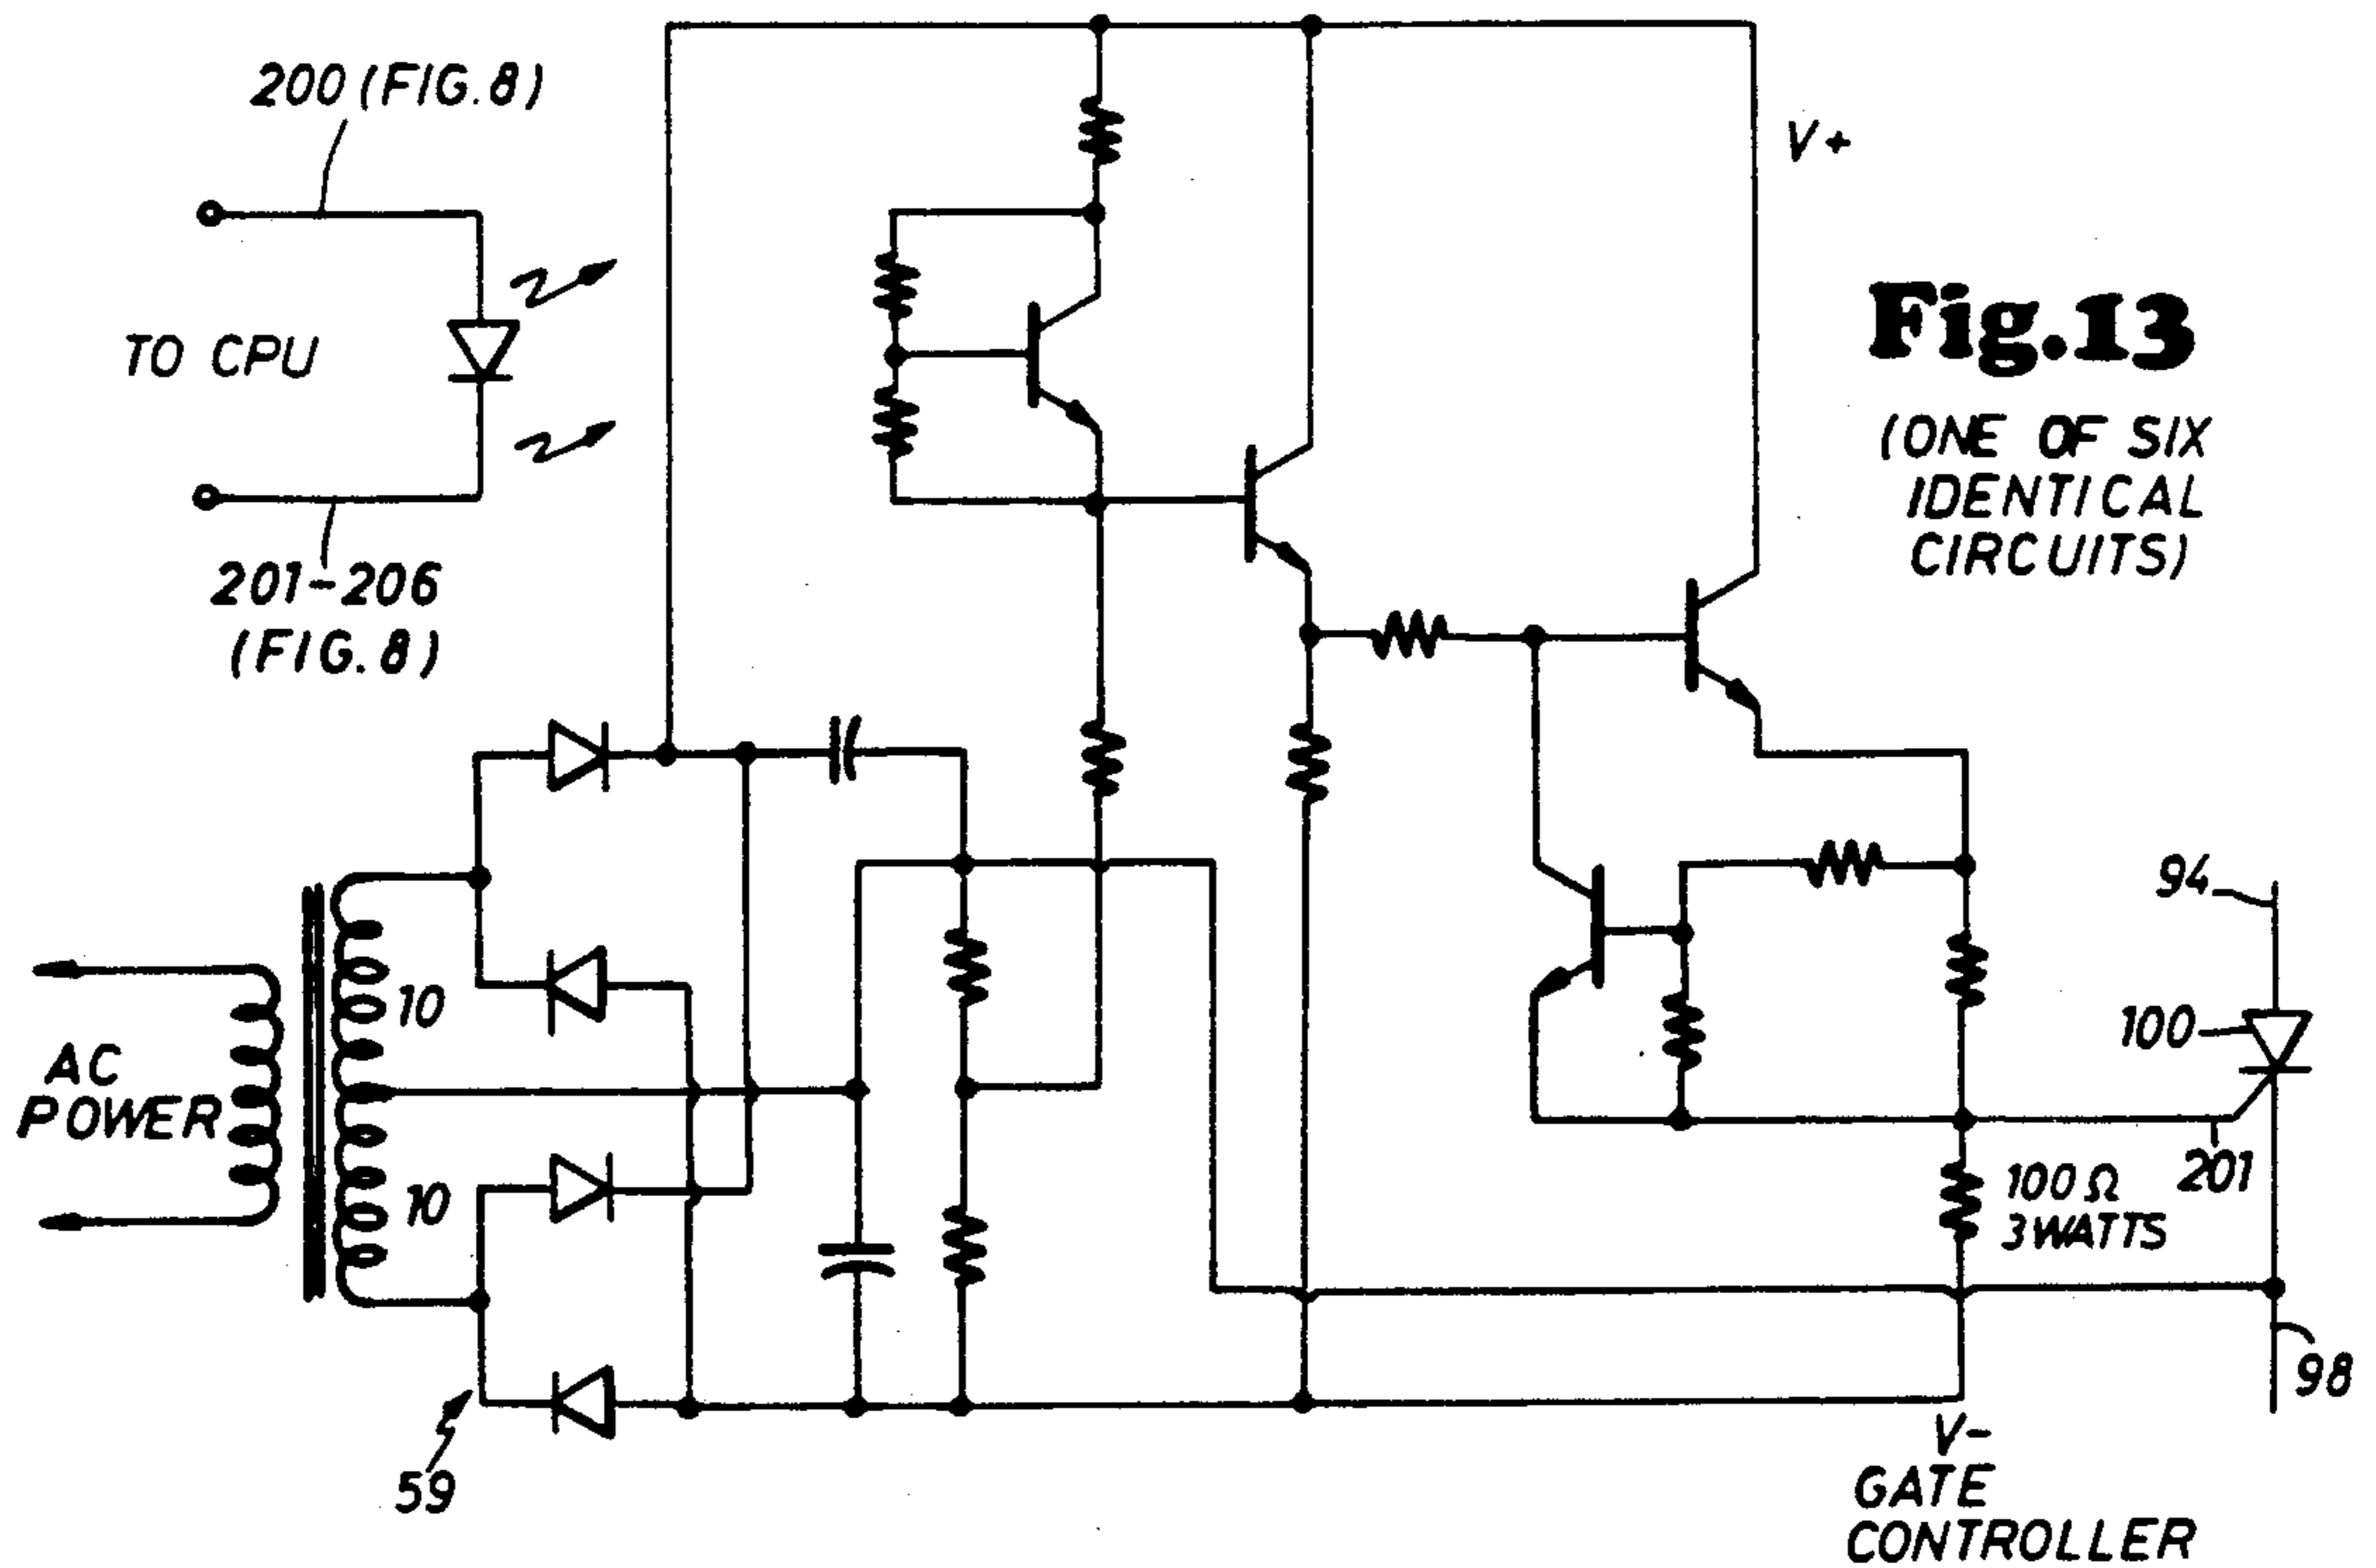 200 (FIG. 8)
V+
TO CPU
Fig.13
(ONE OF SIX
IDENTICAL
CIRCUITS)
201-206
(FIG. 8)
94
100
10
AC
POWER
10
100 Ω
3 WATTS
201
98
59
V-
GATE
CONTROLLER